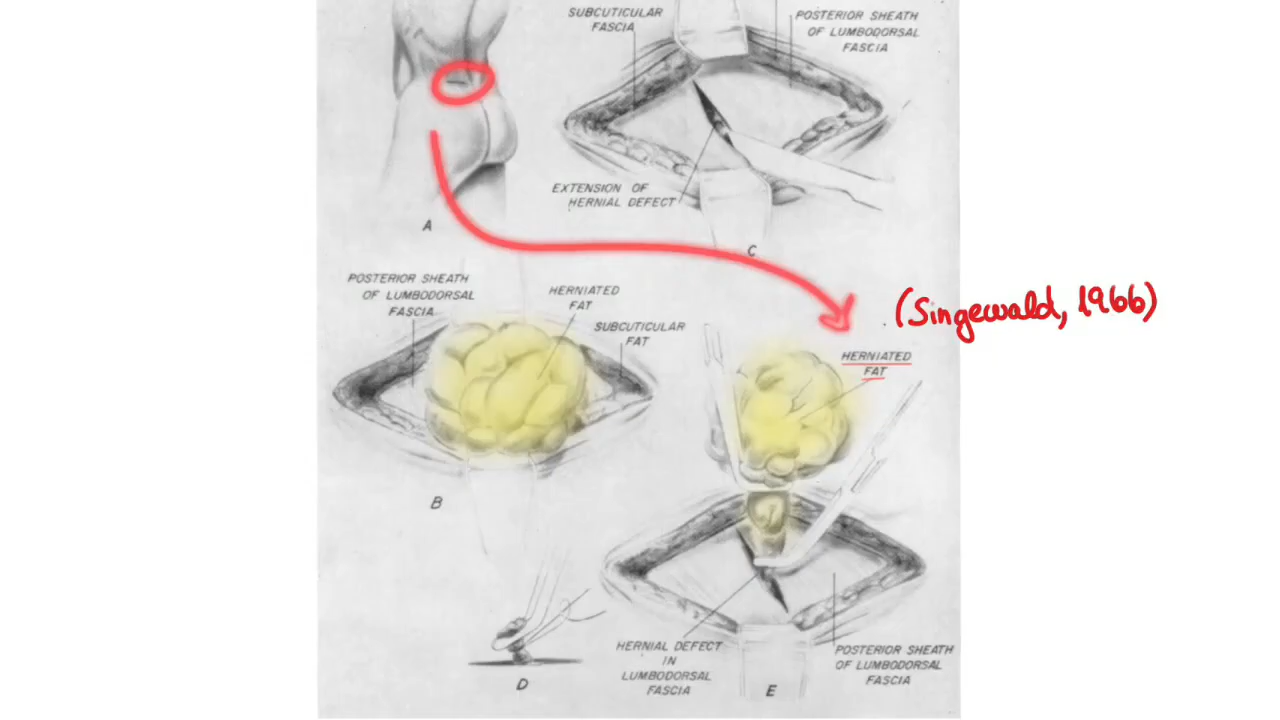 SUBCUTICULAR
FASCIA
POSTERIOR SHEATH
OF LUMBODORSAL
FASCIA
EXTENSION OF
HERNIAL DEFECT
A
C
POSTERIOR SHEATH
OF LUMBODORSAL
FASCIA
HERNIATED
FAT
SUBCUTICULAR
FAT
B
(Singewald, 1966)
HERNIATED
FAT
D
HERNIAL DEFECT
IN
LUMBODORSAL
FASCIA
POSTERIOR SHEATH
OF LUMBODORSAL
FASCIA
E